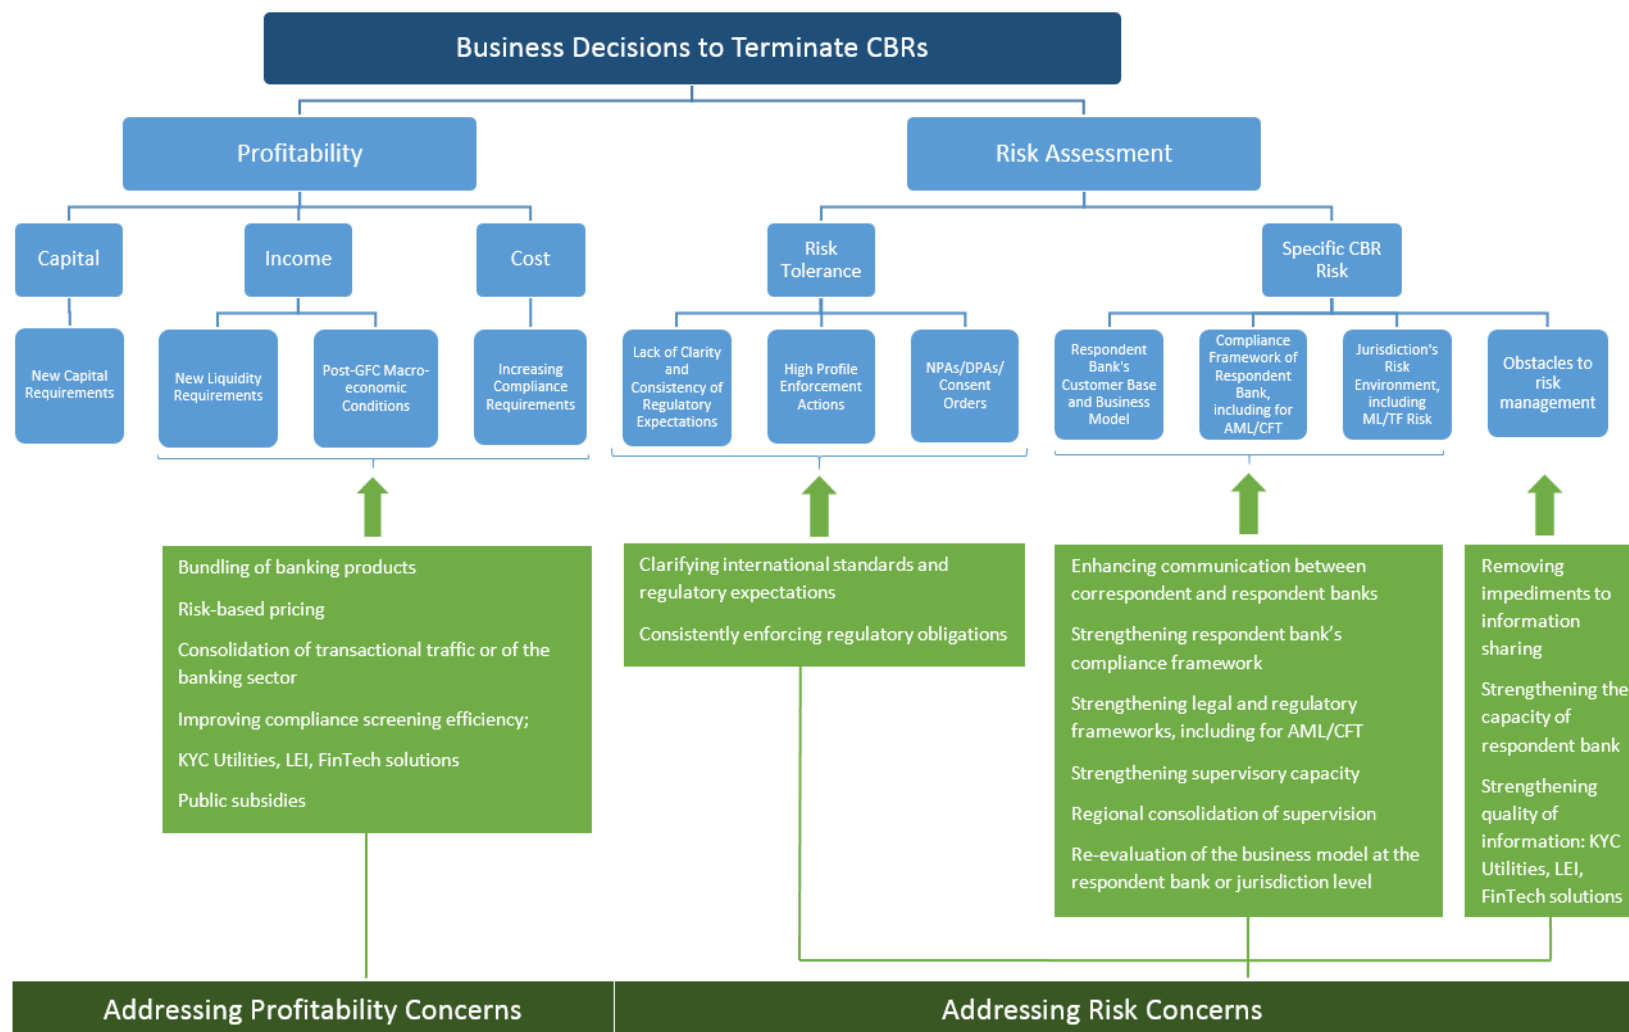 Business Decisions to Terminate CBRs
Profitability
Risk Assessment
Capital
Income
Cost
Risk
Tolerance
Specific CBR
Risk
New Capital
Requirements
New Liquidity
Requirements
Post-GFC Macro-
economic
Conditions
Increasing
Compliance
Requirements
Lack of Clarity
and
Consistency of
Regulatory
Expectations
High Profile
Enforcement
Actions
NPAs/DPAs/
Consent
Orders
Respondent
Bank's
Customer Base
and Business
Model
Compliance
Framework of
Respondent
Bank,
including for
AML/CFT
Jurisdiction's
Risk
Environment,
including
ML/TF Risk
Obstacles to
risk
management
Bundling of banking products
Risk-based pricing
Consolidation of transactional traffic or of the
banking sector
Improving compliance screening efficiency;
KYC Utilities, LEI, FinTech solutions
Public subsidies
Clarifying international standards and
regulatory expectations
Consistently enforcing regulatory obligations
Enhancing communication between
correspondent and respondent banks
Strengthening respondent bank’s
compliance framework
Strengthening legal and regulatory
frameworks, including for AML/CFT
Strengthening supervisory capacity
Regional consolidation of supervision
Re-evaluation of the business model at the
respondent bank or jurisdiction level
Removing
impediments to
information
sharing
Strengthening the
capacity of
respondent bank
Strengthening
quality of
information: KYC
Utilities, LEI,
FinTech solutions
Addressing Profitability Concerns
Addressing Risk Concerns